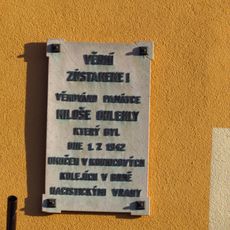 VĚRNI
ZŮSTANEME!
VĚNOVÁNO PAMÁTCE
MILOŠE
KTERÝ BYL
DNE 1. 7. 1942
UMUČEN V KOUNICOVÝCH
KOLEJÍCH V BRNĚ
NACISTICKÝMI VRAHY